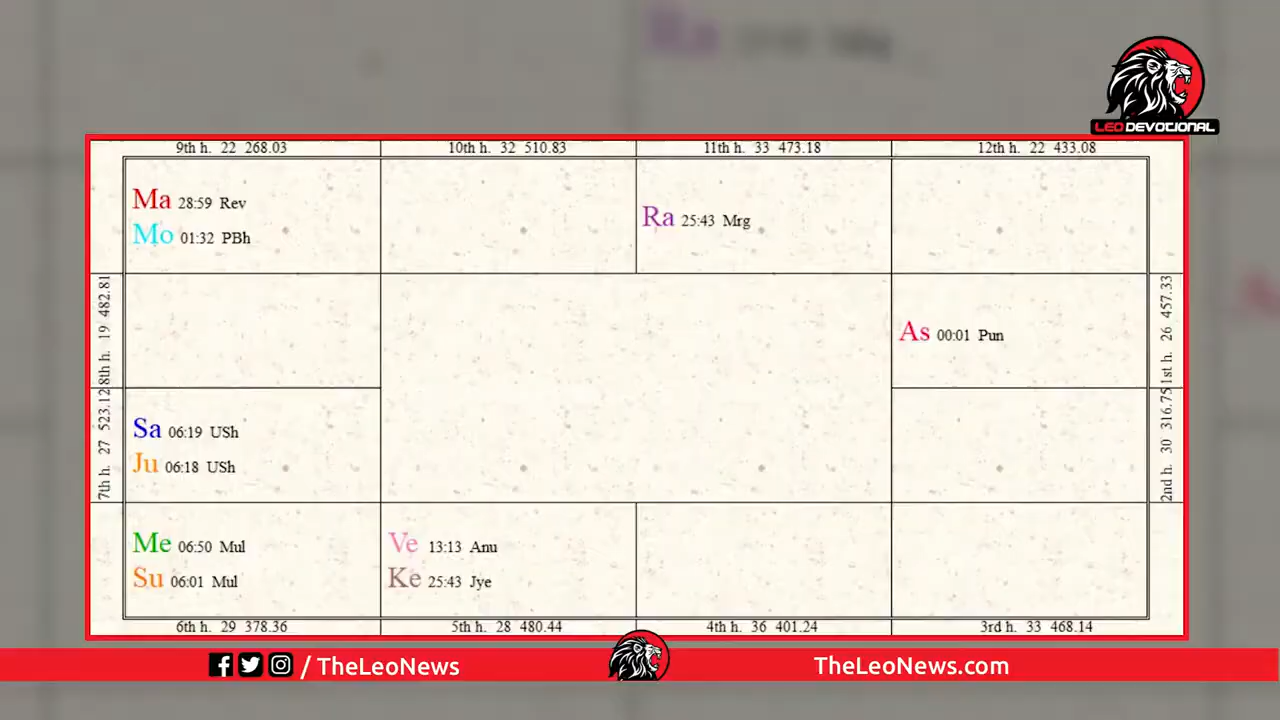 LEO DEVOTIONAL
9th h. 22 268.03
10th h. 32 510.83
11th h. 33 473.18
12th h. 22 433.08
Ma 28:59 Rev
Mo 01:32 PBh
Ra 25:43 Mrg
8th h. 19 482.81
As 00:01 Pun
1st h. 26 457.33
7th h. 27 523.12
Sa 06:19 USh
Ju 06:18 USh
2nd h. 30 316.75
Me 06:50 Mul
Su 06:01 Mul
Ve 13:13 Anu
Ke 25:43 Jye
6th h. 29 378.36
5th h. 28 480.44
4th h. 36 401.24
3rd h. 33 468.14
/ TheLeoNews
TheLeoNews.com